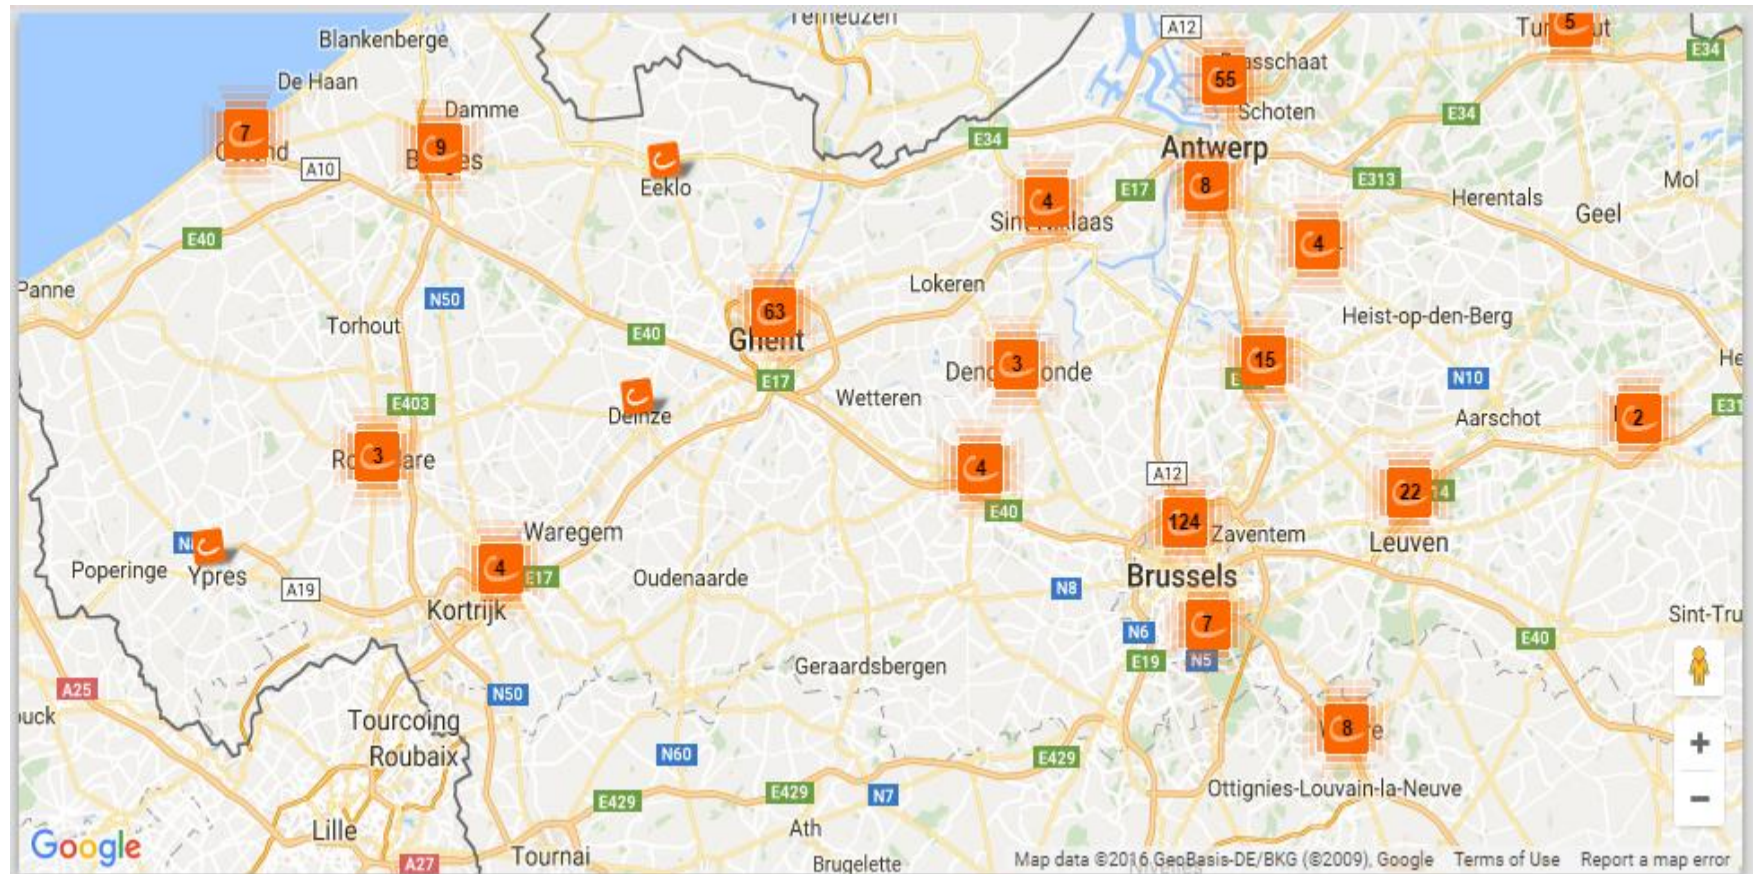 Terneuzen
Blankenberge
A12
5
E34
55
Schoten
De Haan
Damme
E34
7
9
A10
E34
Antwerp
Eeklo
E17
8
E313
Mol
4
Herentals
Geel
E40
4
Panne
N50
Lokeren
63
Heist-op-den-Berg
Torhout
E40
Ghent
3
15
E17
N10
E403
Wetteren
2
Deinze
Aarschot
3
4
A12
22
E40
124
Waregem
Zaventem
Leuven
Poperinge
Ypres
4
E17
Oudenaarde
Brussels
A19
N8
Kortrijk
7
Sint-Tru
N6
E40
E19
N5
Geraardsbergen
A25
N50
Tourcoing
Roubaix
8
N60
E429
Ottignies-Louvain-la-Neuve
E429
E429
N7
Lille
Ath
Google
A27
Tournai
Brugelette
Map data ©2016 GeoBasis-DE/BKG (©2009), Google Terms of Use Report a map error